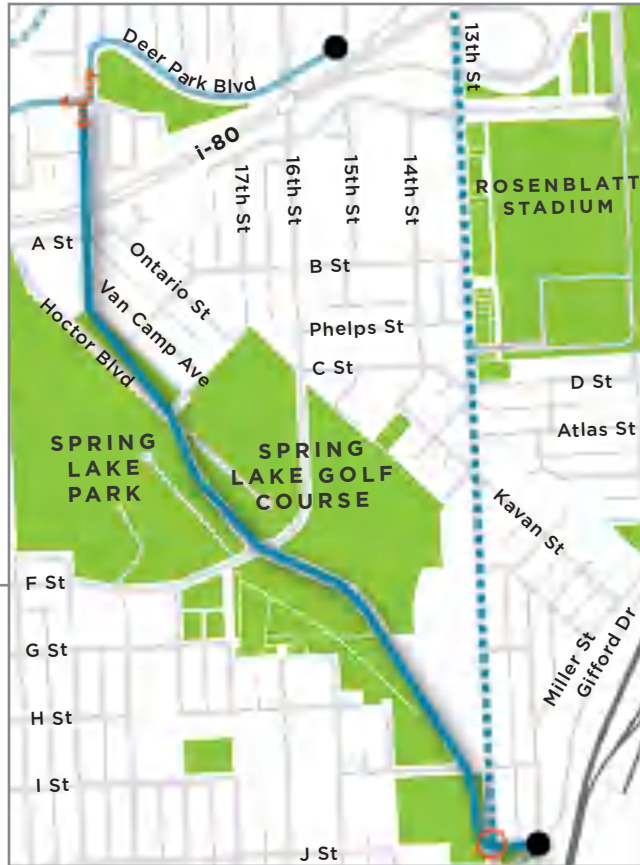 Deer Park Blvd
13th St
i-80
17th St
16th St
15th St
14th St
ROSENBLATT
STADIUM
A St
Ontario St
B St
Van Camp Ave
Hoctor Blvd
Phelps St
C St
D St
Atlas St
SPRING
LAKE
PARK
SPRING
LAKE GOLF
COURSE
Kavan St
F St
G St
Miller St
Gifford Dr
H St
I St
J St